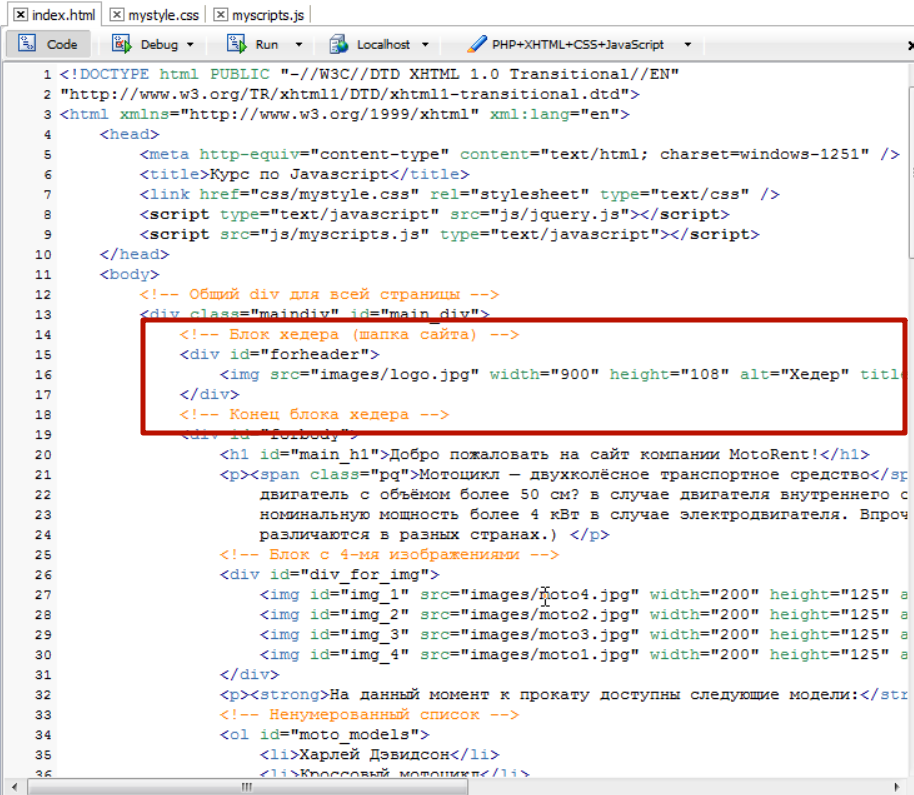 index.html mystyle.css myscripts.js
Code Debug Run Localhost PHP+XHTML+CSS+JavaScript
1 <!DOCTYPE html PUBLIC "-//W3C//DTD XHTML 1.0 Transitional//EN"
2 "http://www.w3.org/TR/xhtml1/DTD/xhtml1-transitional.dtd">
3 <html xmlns="http://www.w3.org/1999/xhtml" xml:lang="en">
4 <head>
5 <meta http-equiv="content-type" content="text/html; charset=windows-1251" />
6 <title>Курс по Javascript</title>
7 <link href="css/mystyle.css" rel="stylesheet" type="text/css" />
8 <script type="text/javascript" src="js/jquery.js"></script>
9 <script src="js/myscripts.js" type="text/javascript"></script>
10 </head>
11 <body>
12 <!-- Общий div для всей страницы -->
13 <div class="maindiv" id="main_div">
14 <!-- Блок хедера (шапка сайта) -->
15 <div id="forheader">
16 <img src="images/logo.jpg" width="900" height="108" alt="Хедер" titl
17 </div>
18 <!-- Конец блока хедера -->
19 <div id="forbody">
20 <h1 id="main_h1">Добро пожаловать на сайт компании MotoRent!</h1>
21 <p><span class="pq">Мотоцикл — двухколёсное транспортное средство</sp
22 двигатель с объёмом более 50 см? в случае двигателя внутреннего с
23 номинальную мощность более 4 кВт в случае электродвигателя. Впроч
24 различаются в разных странах.) </p>
25 <!-- Блок с 4-мя изображениями -->
26 <div id="div_for_img">
27 <img id="img_1" src="images/moto4.jpg" width="200" height="125" a
28 <img id="img_2" src="images/moto2.jpg" width="200" height="125" a
29 <img id="img_3" src="images/moto3.jpg" width="200" height="125" a
30 <img id="img_4" src="images/moto1.jpg" width="200" height="125" a
31 </div>
32 <p><strong>На данный момент к прокату доступны следующие модели:</str
33 <!-- Ненумерованный список -->
34 <ol id="moto_models">
35 <li>Харлей Дэвидсон</li>
36 <li>Кроссовый мотоцикл</li>